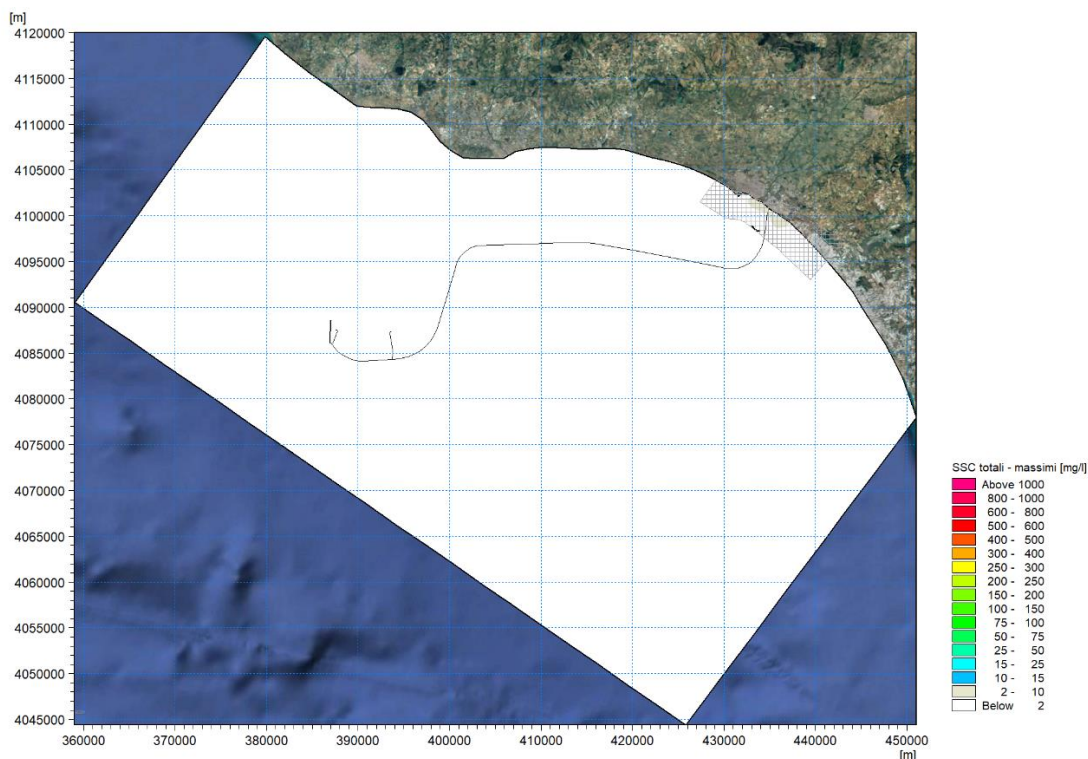 [m]
4120000
4115000
4110000
4105000
4100000
4095000
4090000
4085000
4080000
4075000
4070000
4065000
4060000
4055000
4050000
4045000
360000 370000 380000 390000 400000 410000 420000 430000 440000 450000
[m]
SSC totali - massimi [mg/l]
Above 1000
800 - 1000
600 - 800
500 - 600
400 - 500
300 - 400
250 - 300
200 - 250
150 - 200
100 - 150
75 - 100
50 - 75
25 - 50
15 - 25
10 - 15
2 - 10
Below 2